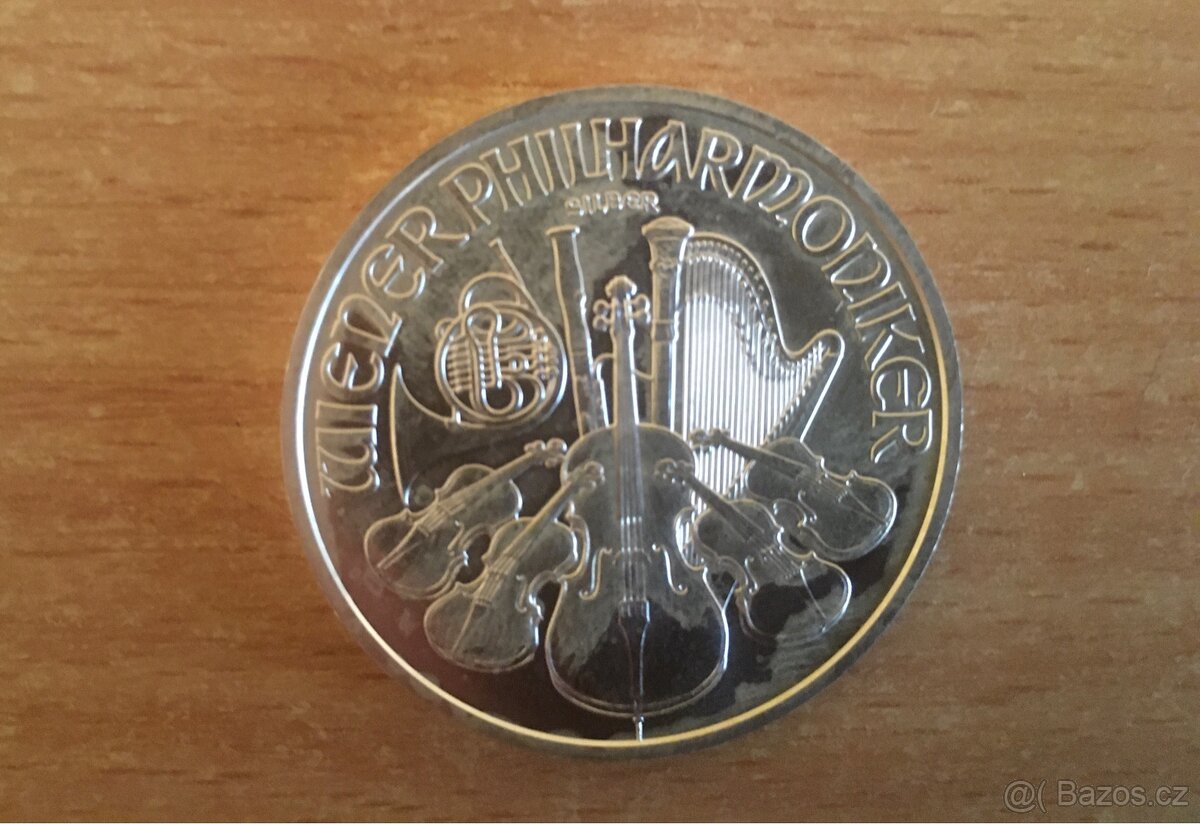 WIENER PHILHARMONIKER
SILBER
@( Bazos.cz